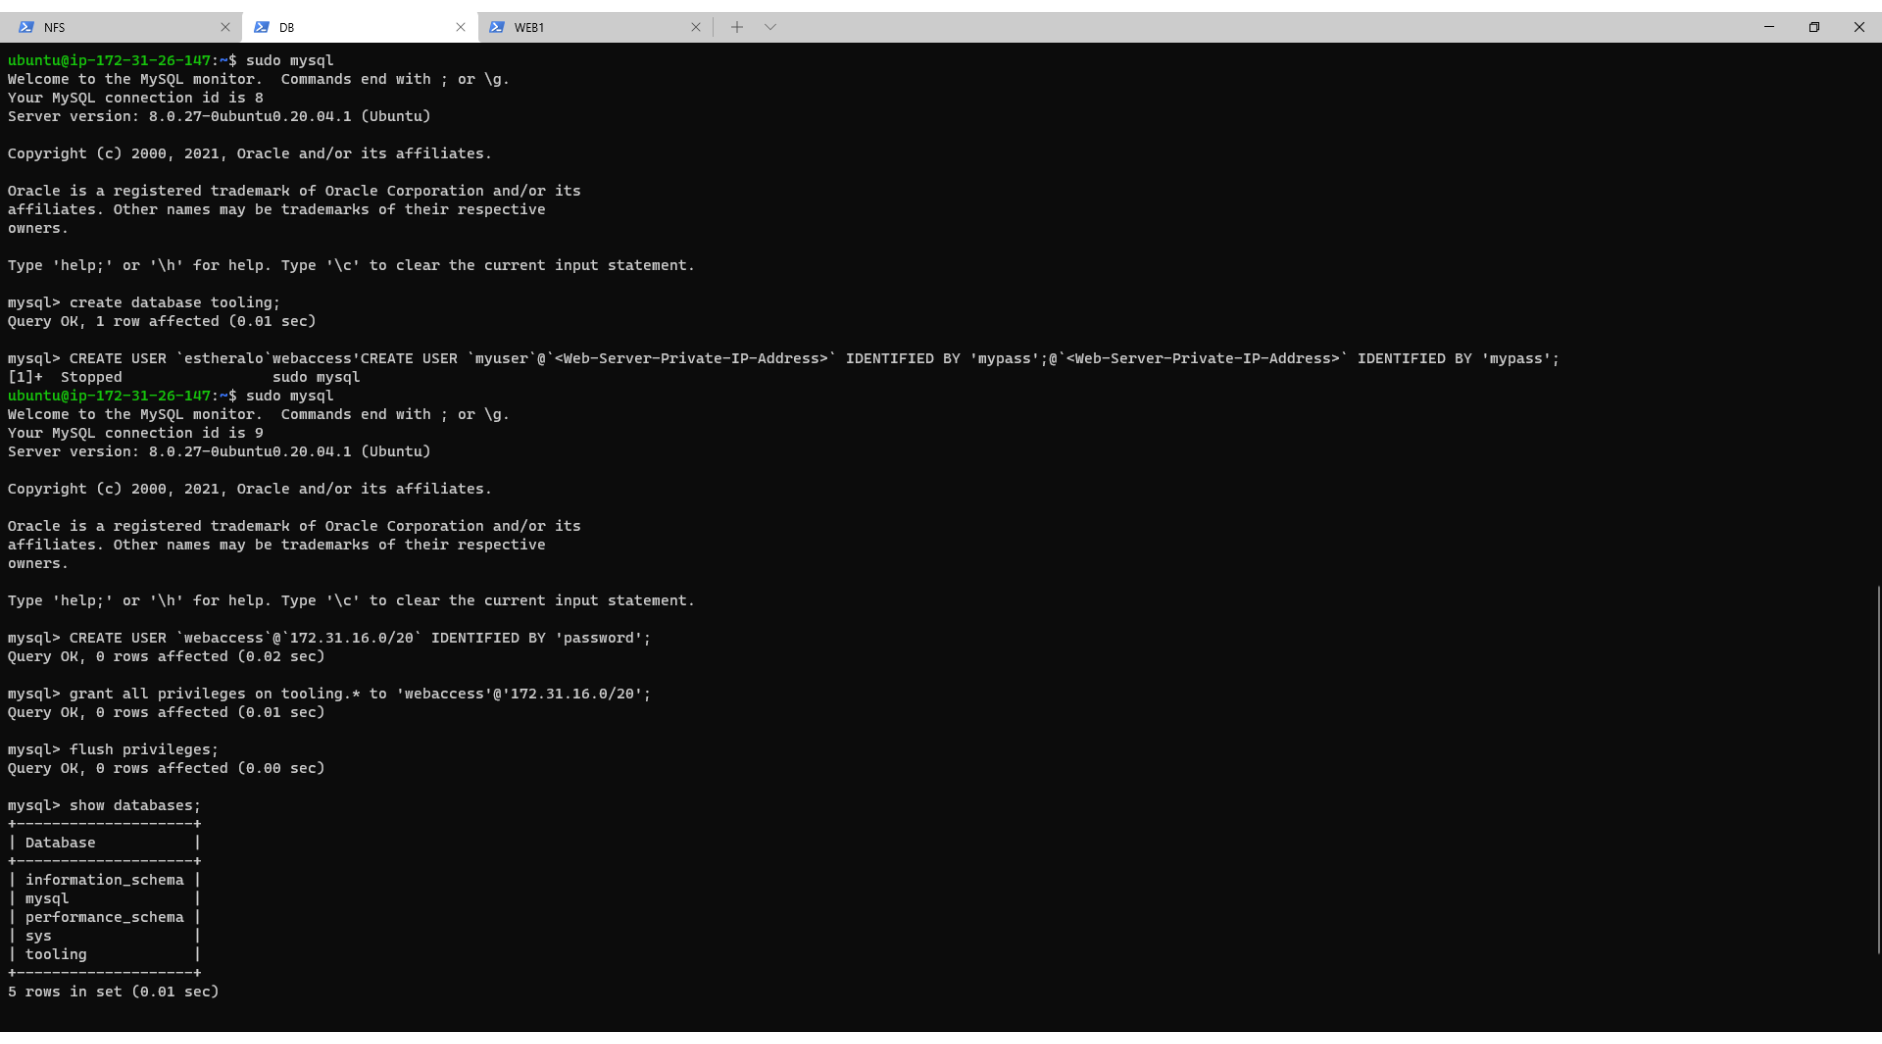 NFS DB WEB1
ubuntu@ip-172-31-26-147:~$ sudo mysql
Welcome to the MySQL monitor.  Commands end with ; or \g.
Your MySQL connection id is 8
Server version: 8.0.27-0ubuntu0.20.04.1 (Ubuntu)
Copyright (c) 2000, 2021, Oracle and/or its affiliates.
Oracle is a registered trademark of Oracle Corporation and/or its
affiliates. Other names may be trademarks of their respective
owners.
Type 'help;' or '\h' for help. Type '\c' to clear the current input statement.
mysql> create database tooling;
Query OK, 1 row affected (0.01 sec)
mysql> CREATE USER `estheralo`webaccess'CREATE USER `myuser`@`<Web-Server-Private-IP-Address>` IDENTIFIED BY 'mypass';@`<Web-Server-Private-IP-Address>` IDENTIFIED BY 'mypass';
[1]+  Stopped                 sudo mysql
ubuntu@ip-172-31-26-147:~$ sudo mysql
Welcome to the MySQL monitor.  Commands end with ; or \g.
Your MySQL connection id is 9
Server version: 8.0.27-0ubuntu0.20.04.1 (Ubuntu)
Copyright (c) 2000, 2021, Oracle and/or its affiliates.
Oracle is a registered trademark of Oracle Corporation and/or its
affiliates. Other names may be trademarks of their respective
owners.
Type 'help;' or '\h' for help. Type '\c' to clear the current input statement.
mysql> CREATE USER `webaccess`@`172.31.16.0/20` IDENTIFIED BY 'password';
Query OK, 0 rows affected (0.02 sec)
mysql> grant all privileges on tooling.* to 'webaccess'@'172.31.16.0/20';
Query OK, 0 rows affected (0.01 sec)
mysql> flush privileges;
Query OK, 0 rows affected (0.00 sec)
mysql> show databases;
+--------------------+
| Database           |
+--------------------+
| information_schema |
| mysql              |
| performance_schema |
| sys                |
| tooling            |
+--------------------+
5 rows in set (0.01 sec)